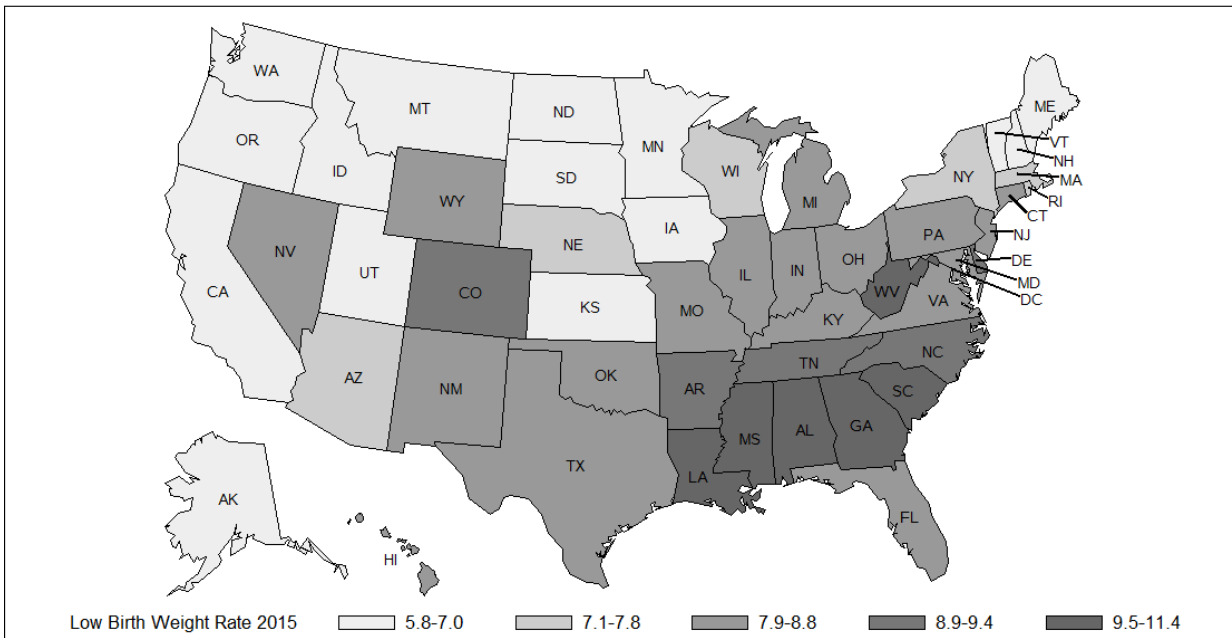 WA
ME
MT
ND
VT
OR
MN
NH
ID
WI
NY
MA
SD
RI
WY
MI
CT
IA
PA
NJ
NE
NV
OH
DE
UT
IL
IN
MD
CA
CO
WV
DC
KS
MO
VA
KY
NC
TN
AZ
OK
NM
AR
SC
GA
MS
AL
TX
LA
AK
FL
HI
Low Birth Weight Rate 2015 5.8-7.0 7.1-7.8 7.9-8.8 8.9-9.4 9.5-11.4